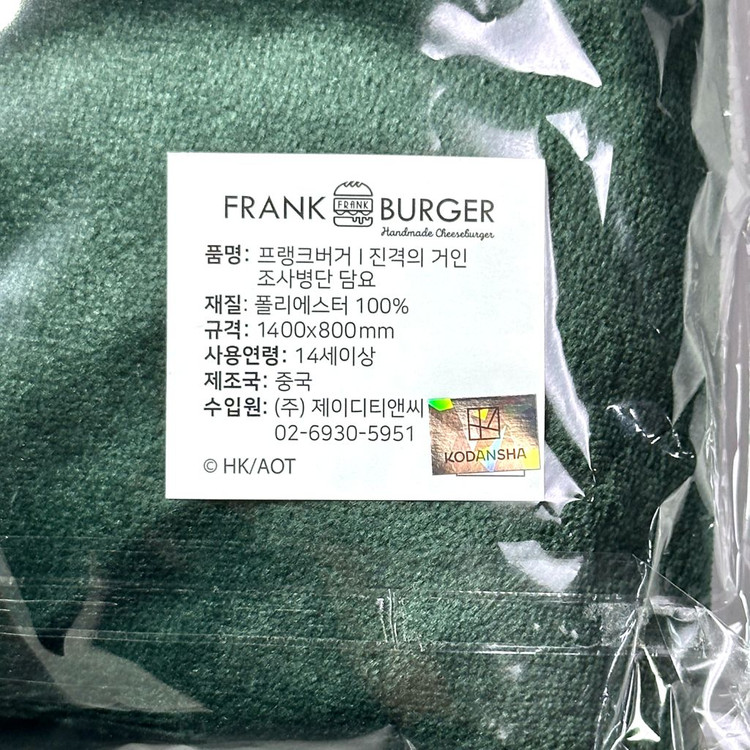 FRANK FRANK BURGER
Handmade Cheeseburger
품명: 프랭크버거 | 진격의 거인
조사병단 담요
재질: 폴리에스터 100%
규격: 1400x800mm
사용연령: 14세이상
제조국: 중국
수입원: (주) 제이디티앤씨
02-6930-5951
KODANSHA
© HK/AOT